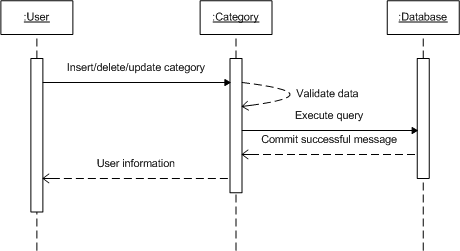 :User
:Category
:Database
Insert/delete/update category
Validate data
Execute query
Commit successful message
User information